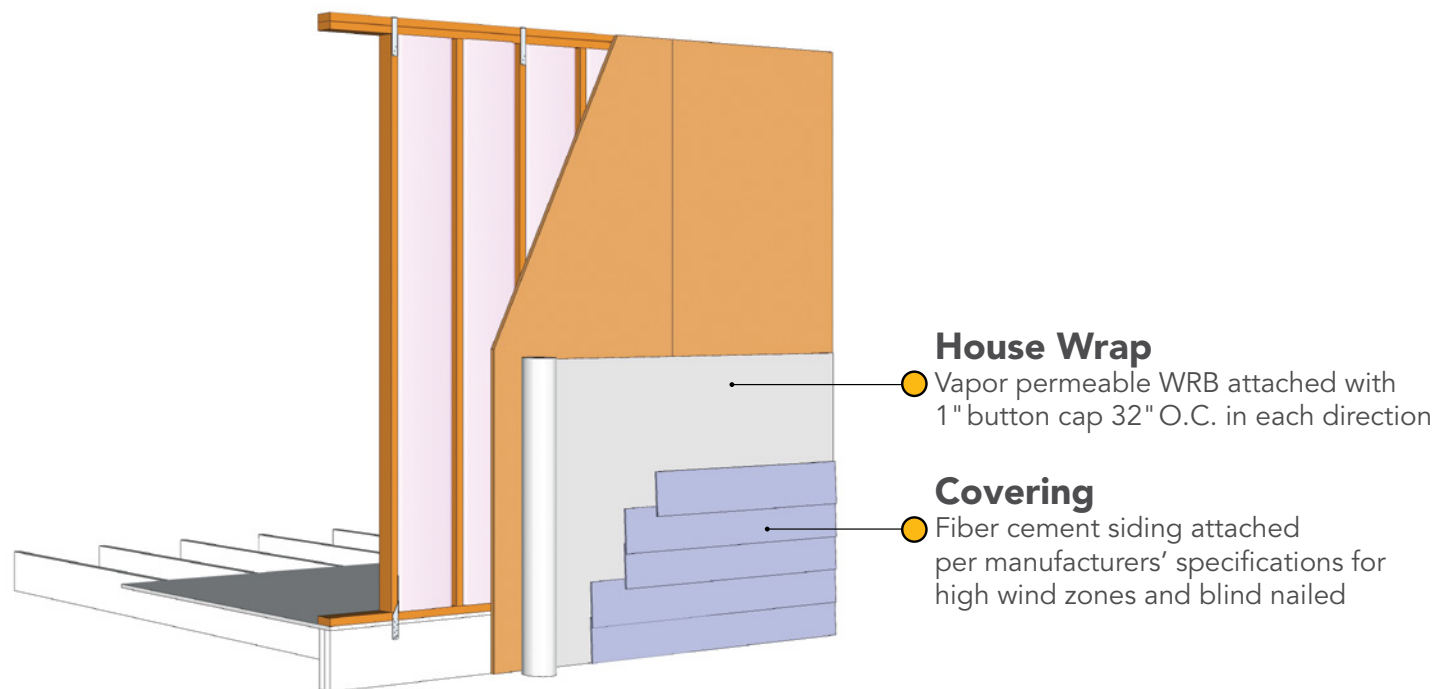 House Wrap
Vapor permeable WRB attached with
1" button cap 32" O.C. in each direction
Covering
Fiber cement siding attached
per manufacturers’ specifications for
high wind zones and blind nailed